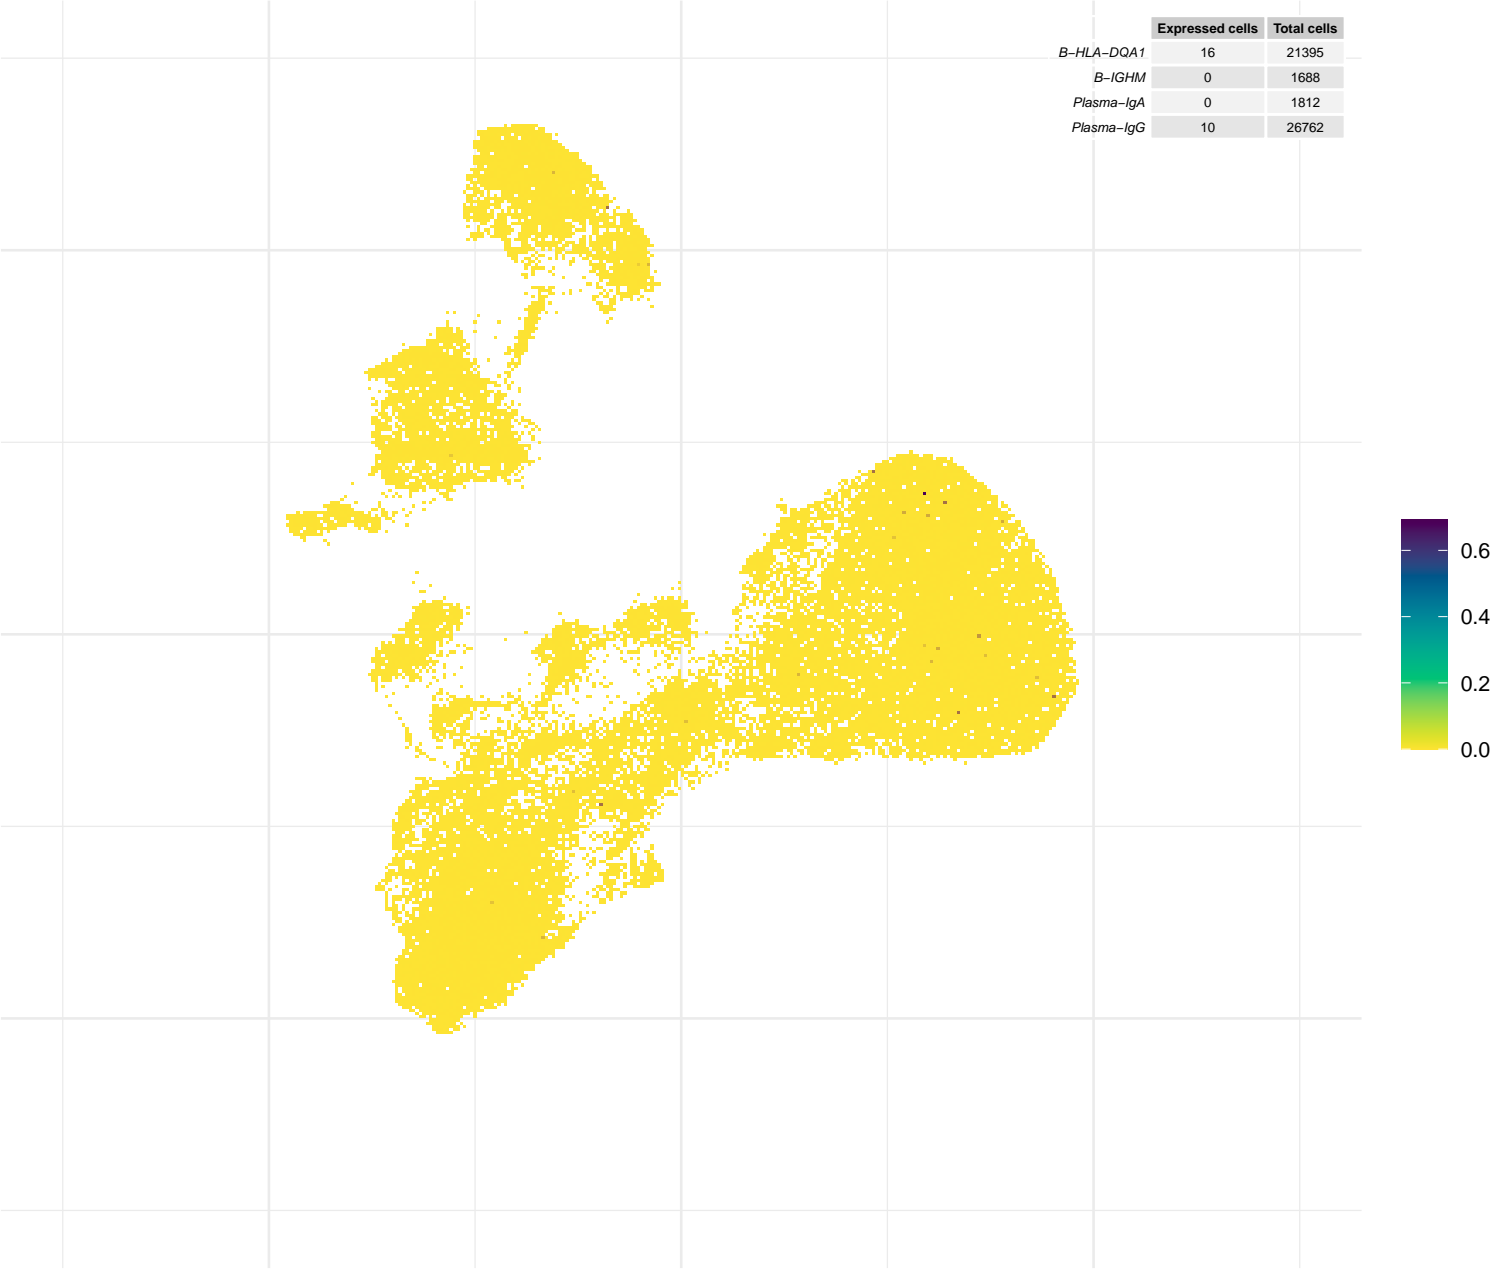 Expressed cells Total cells
B−HLA−DQA1 16 21395
B−IGHM 0 1688
Plasma−IgA 0 1812
Plasma−IgG 10 26762
0.6
0.4
0.2
0.0